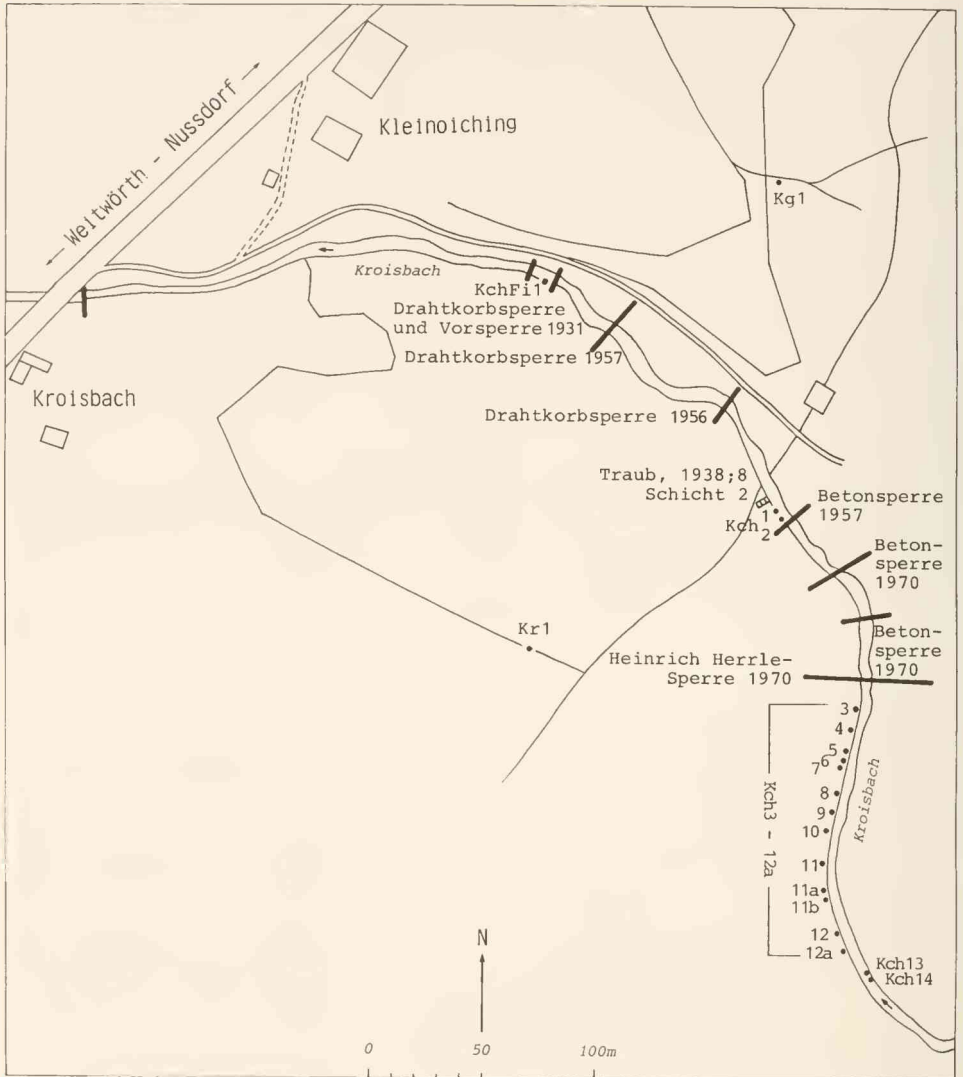 Weitwörth - Nussdorf
Kleinoiching
Kg1
Kroisbach
KchFi1
Drahtkorbsperre
und Vorsperre 1931
Drahtkorbsperre 1957
Kroisbach
Drahtkorbsperre 1956
Traub, 1938;8
Schicht 2
Kch 1
2
Betonsperre
1957
Beton-
sperre
1970
Beton-
sperre
1970
Kr1
Heinrich Herrle-
Sperre 1970
3
4
5
6
7
8
9
10
11
11a
11b
12
12a
Kch3 - 12a
Kroisbach
Kch13
Kch14
N
0 50 100m